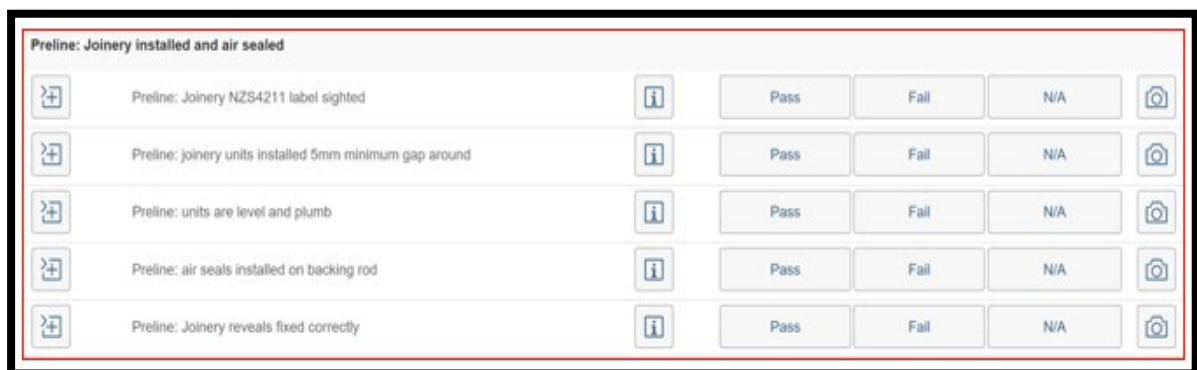 Preline: Joinery installed and air sealed
Preline: Joinery NZS4211 label sighted Pass Fail N/A
Preline: joinery units installed 5mm minimum gap around Pass Fail N/A
Preline: units are level and plumb Pass Fail N/A
Preline: air seals installed on backing rod Pass Fail N/A
Preline: Joinery reveals fixed correctly Pass Fail N/A